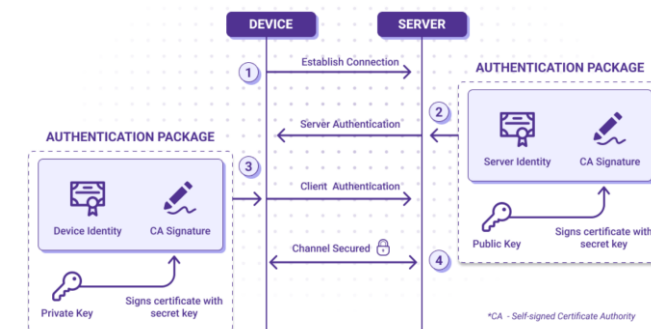 DEVICE
SERVER
Establish Connection
1
AUTHENTICATION PACKAGE
2
Server Authentication
Server Identity
CA Signature
AUTHENTICATION PACKAGE
3
Client Authentication
Device Identity
CA Signature
Public Key
Signs certificate with
secret key
Channel Secured
4
Private Key
Signs certificate with
secret key
*CA - Self-signed Certificate Authority